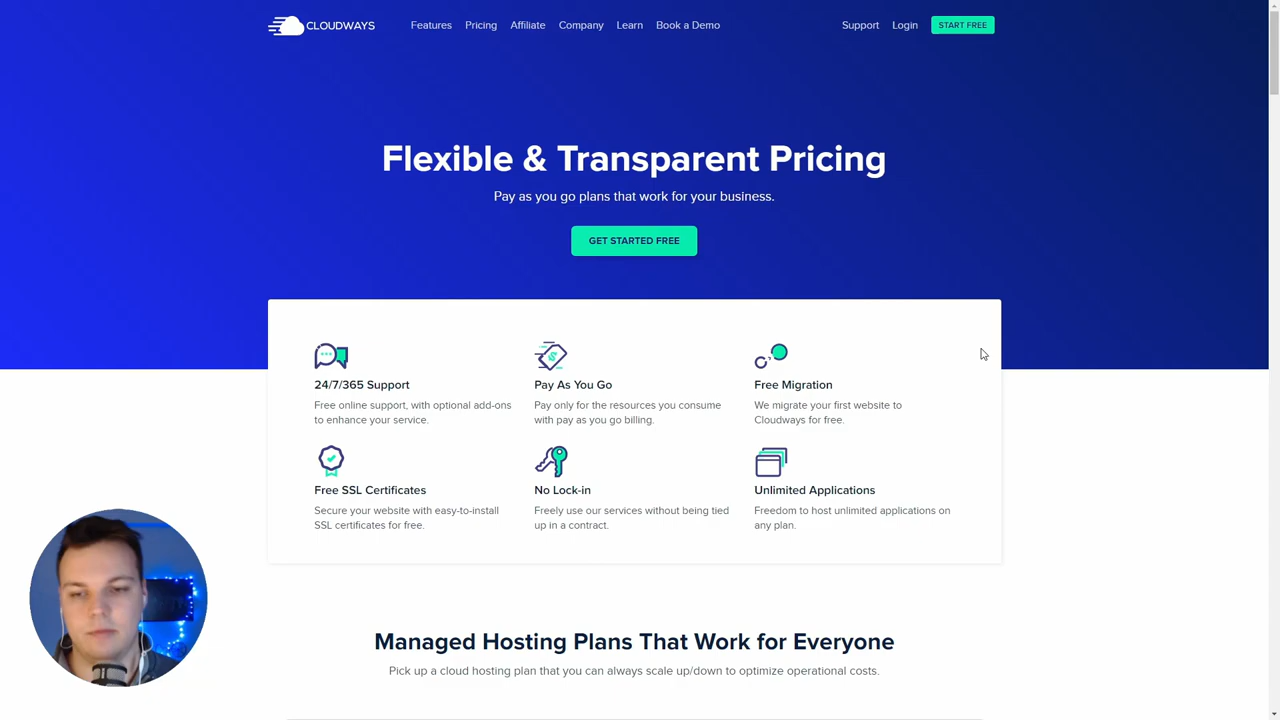 CLOUDWAYS
Features Pricing Affiliate Company Learn Book a Demo
Support Login START FREE
Flexible & Transparent Pricing
Pay as you go plans that work for your business.
GET STARTED FREE
24/7/365 Support
Free online support, with optional add-ons
to enhance your service.
Pay As You Go
Pay only for the resources you consume
with pay as you go billing.
Free Migration
We migrate your first website to
Cloudways for free.
Free SSL Certificates
Secure your website with easy-to-install
SSL certificates for free.
No Lock-in
Freely use our services without being tied
up in a contract.
Unlimited Applications
Freedom to host unlimited applications on
any plan.
Managed Hosting Plans That Work for Everyone
Pick up a cloud hosting plan that you can always scale up/down to optimize operational costs.